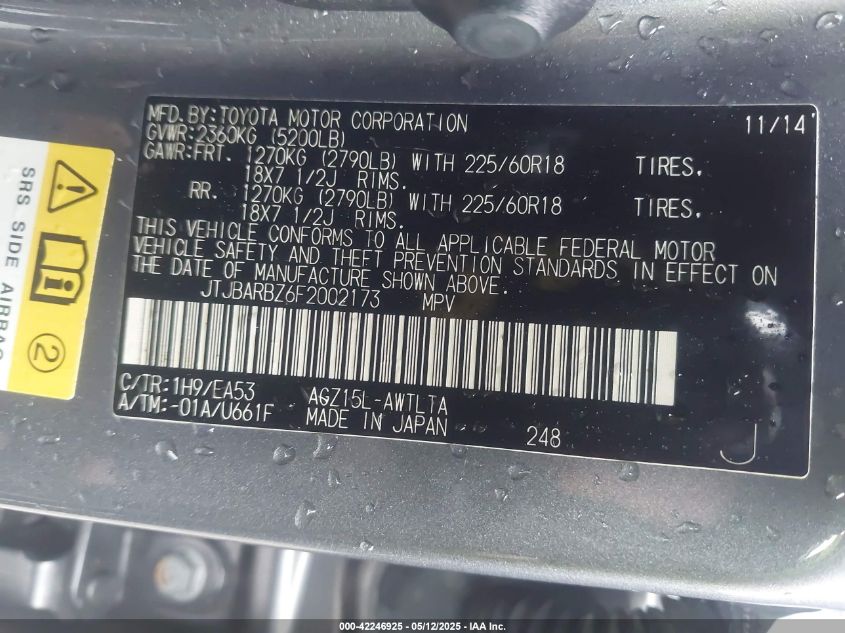 MFD.BY:TOYOTA MOTOR CORPORATION 11/14
GVWR:2360KG (5200LB)
GAWR:FRT. 1270KG (2790LB) WITH 225/60R18 TIRES.
18X7 1/2J RIMS.
RR. 1270KG (2790LB) WITH 225/60R18 TIRES.
18X7 1/2J RIMS.
THIS VEHICLE CONFORMS TO ALL APPLICABLE FEDERAL MOTOR
VEHICLE SAFETY AND THEFT PREVENTION STANDARDS IN EFFECT ON
THE DATE OF MANUFACTURE SHOWN ABOVE.
JTJBARBZ6F2002173 MPV
C/TR:1H9/EA53 AGZ15L-AWTLTA
A/TM:-01A/U661F MADE IN JAPAN 248
J
SRS SIDE AIRBAG
2
000-42246925 - 05/12/2025 - IAA Inc.